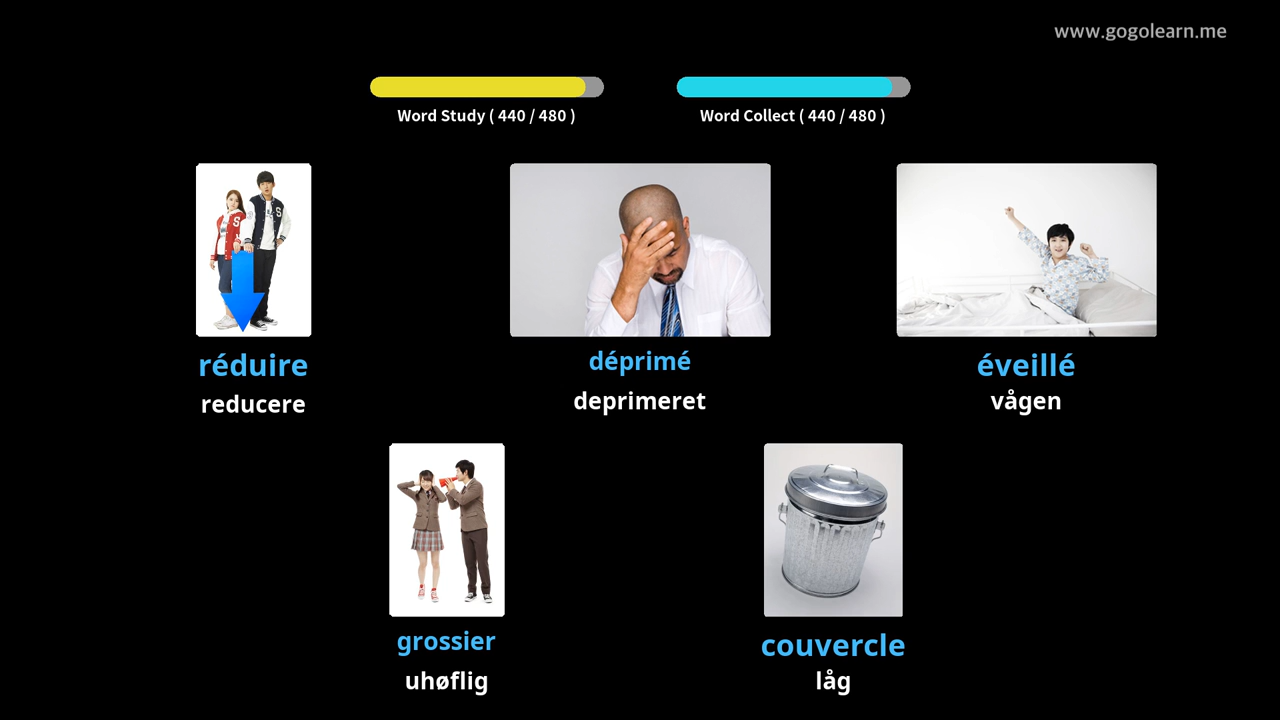 www.gogolearn.me
Word Study ( 440 / 480 )
Word Collect ( 440 / 480 )
réduire
reducere
déprimé
deprimeret
éveillé
vågen
grossier
uhøflig
couvercle
låg